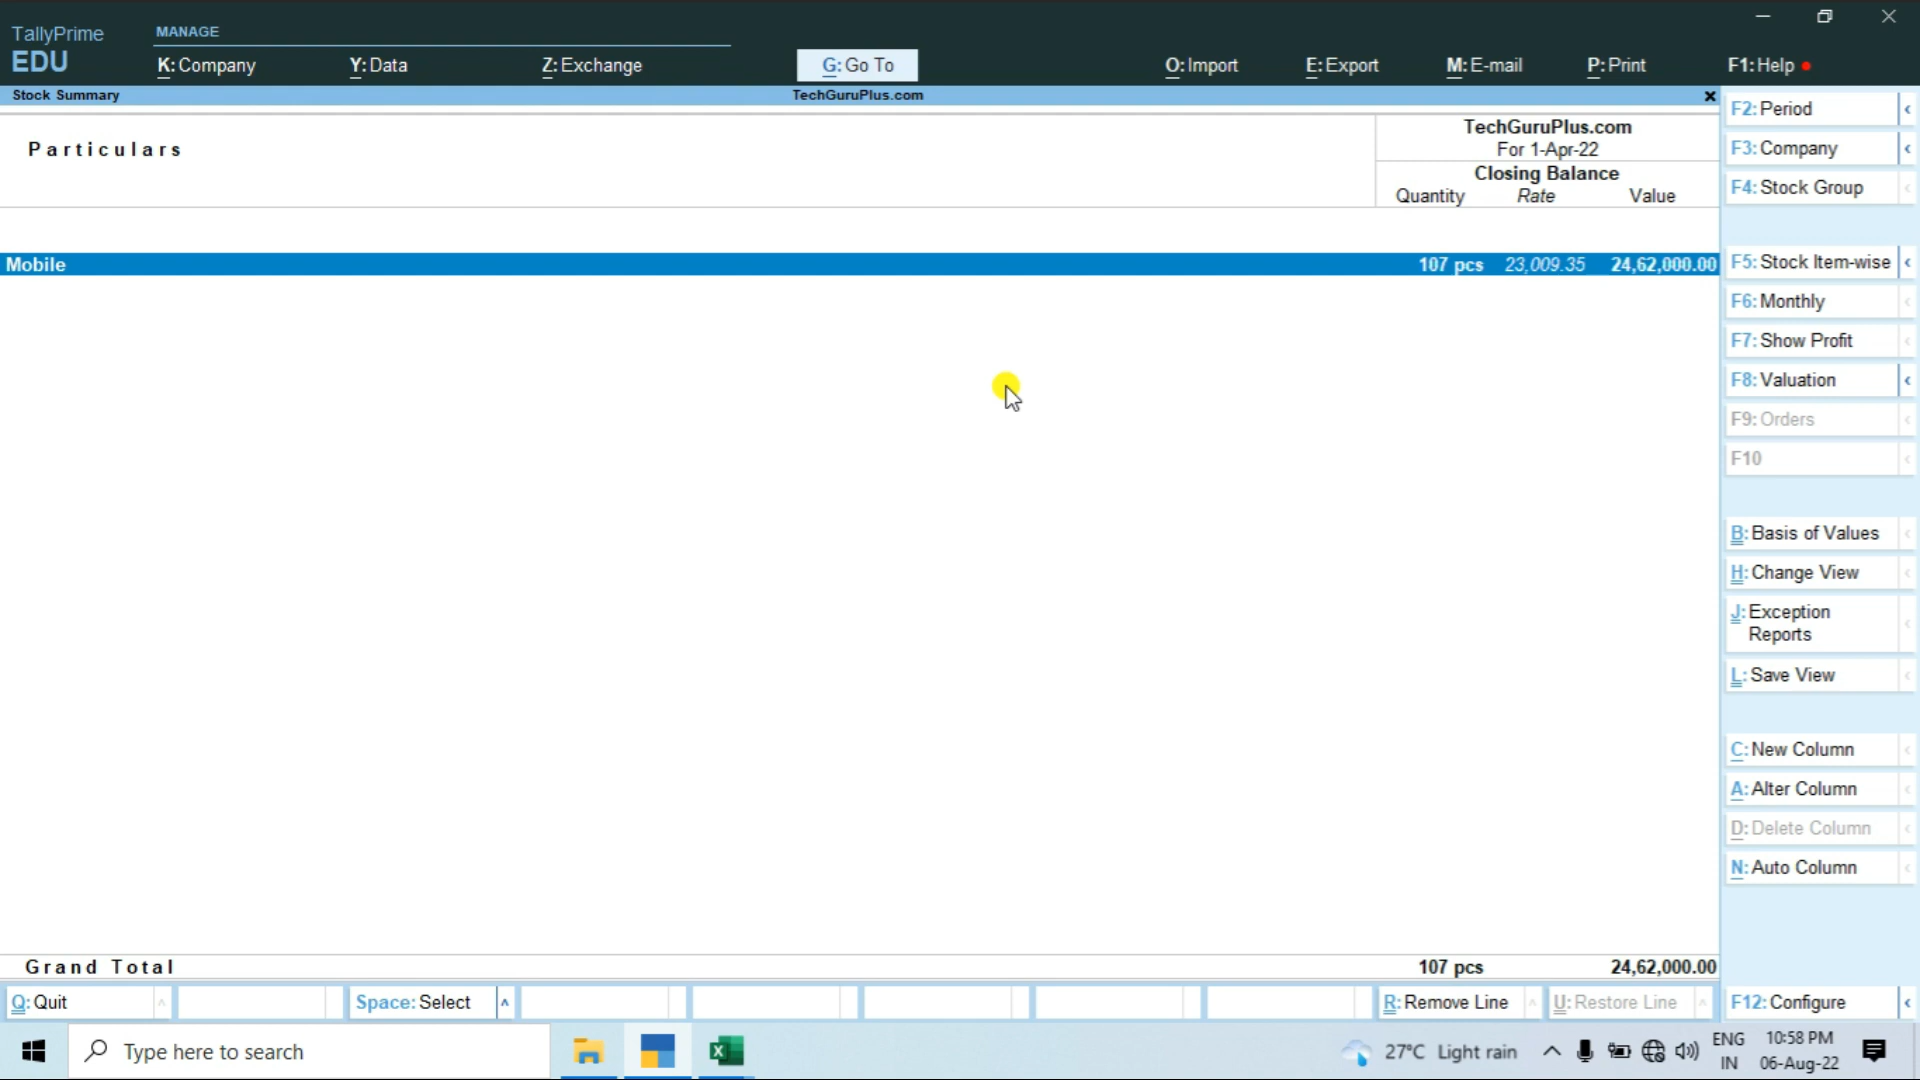 TallyPrime
EDU
MANAGE
K: Company
Y: Data
Z: Exchange
G: Go To
O: Import
E: Export
M: E-mail
P: Print
F1: Help
Stock Summary
TechGuruPlus.com
Particulars
TechGuruPlus.com
For 1-Apr-22
Closing Balance
Quantity Rate Value
Mobile 107 pcs 23,009.35 24,62,000.00
Grand Total 107 pcs 24,62,000.00
F2: Period
F3: Company
F4: Stock Group
F5: Stock Item-wise
F6: Monthly
F7: Show Profit
F8: Valuation
F9: Orders
F10
B: Basis of Values
H: Change View
J: Exception
Reports
L: Save View
C: New Column
A: Alter Column
D: Delete Column
N: Auto Column
Q: Quit
Space: Select
R: Remove Line
U: Restore Line
F12: Configure
Type here to search
27°C Light rain
ENG
IN
10:58 PM
06-Aug-22